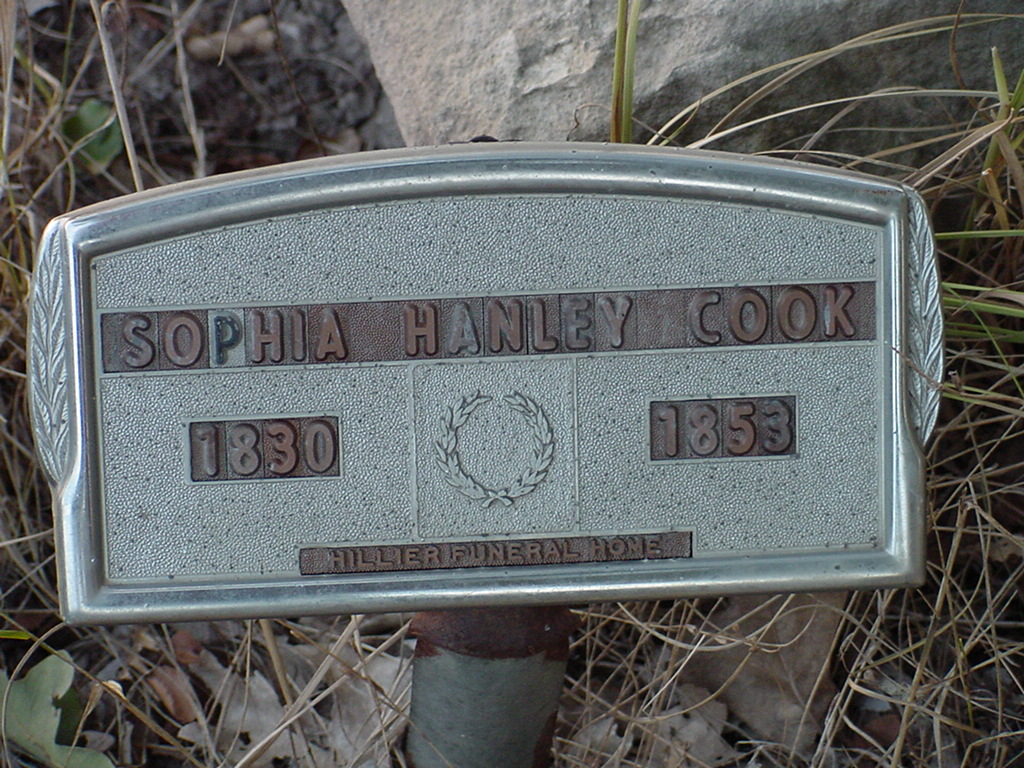 SOPHIA HANLEY COOK
1830 1853
HILLIER FUNERAL HOME